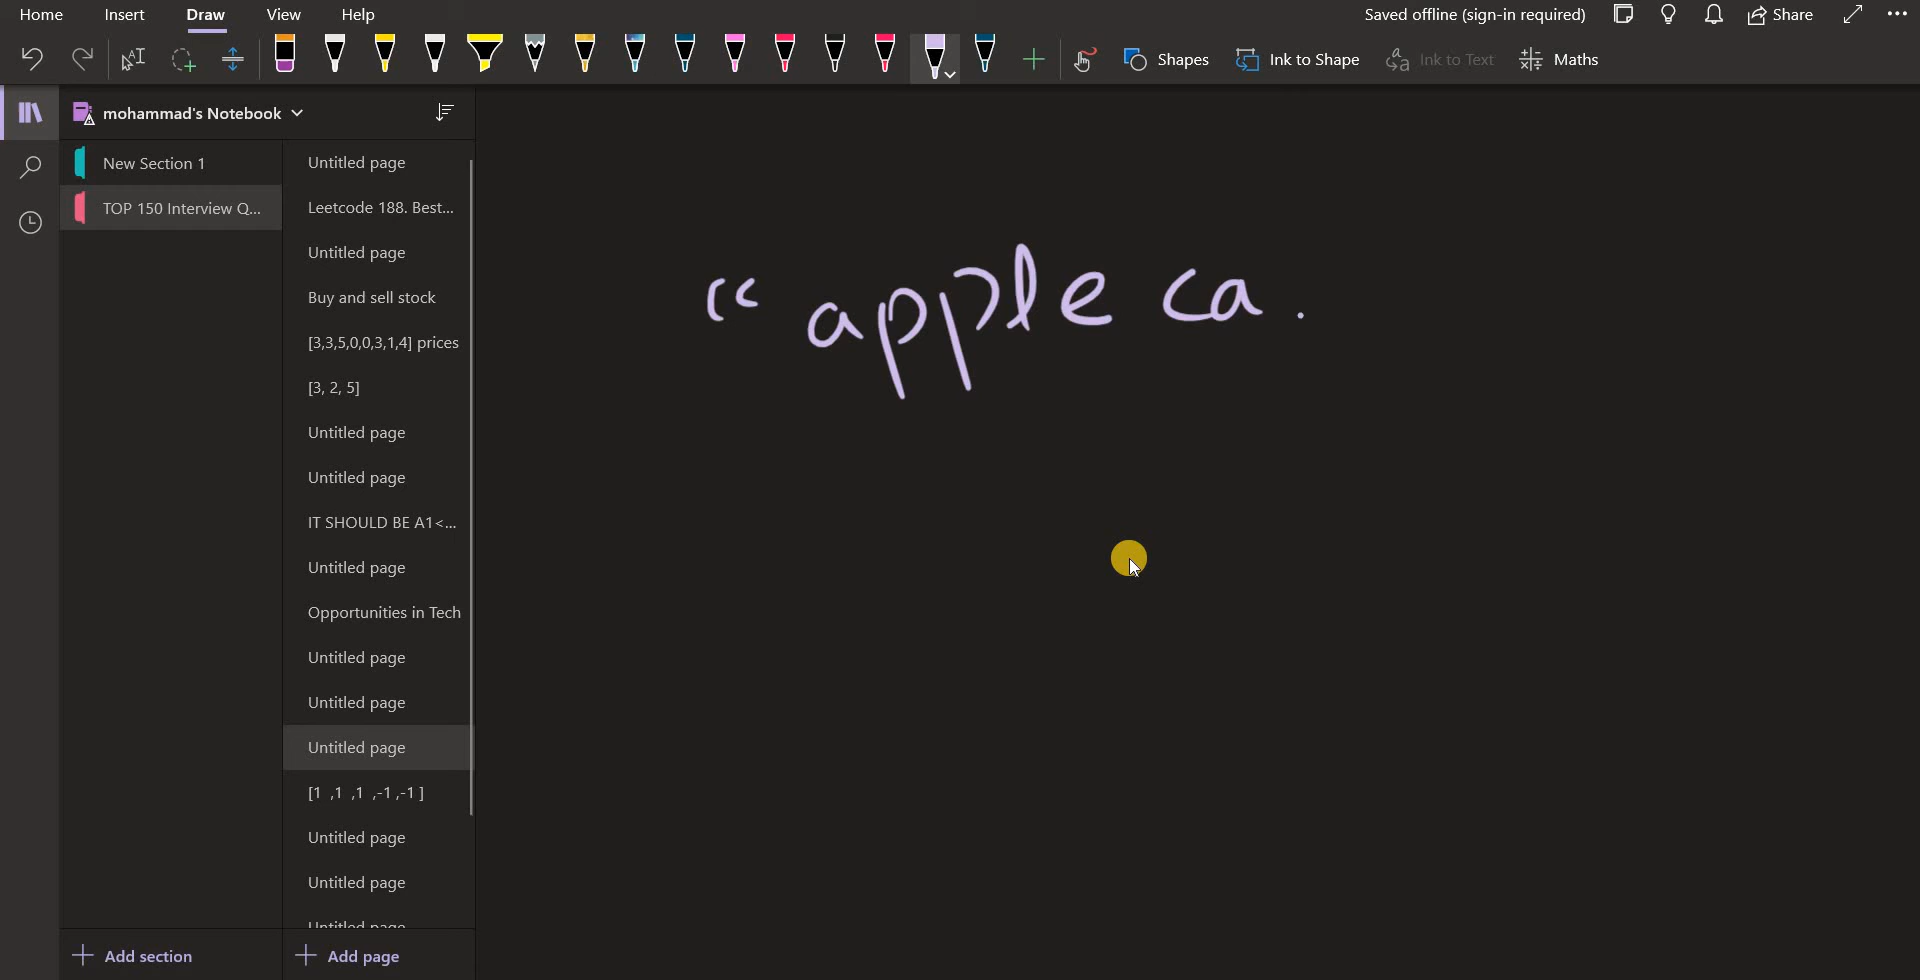 Home Insert Draw View Help Saved offline (sign-in required) Share
Shapes Ink to Shape Ink to Text Maths
mohammad's Notebook
New Section 1
TOP 150 Interview Q...
Untitled page
Leetcode 188. Best...
Untitled page
Buy and sell stock
[3,3,5,0,0,3,1,4] prices
[3, 2, 5]
Untitled page
Untitled page
IT SHOULD BE A1<...
Untitled page
Opportunities in Tech
Untitled page
Untitled page
Untitled page
[1 ,1 ,1 ,-1 ,-1 ]
Untitled page
Untitled page
Untitled page
Add section
Add page
“ apple ca .